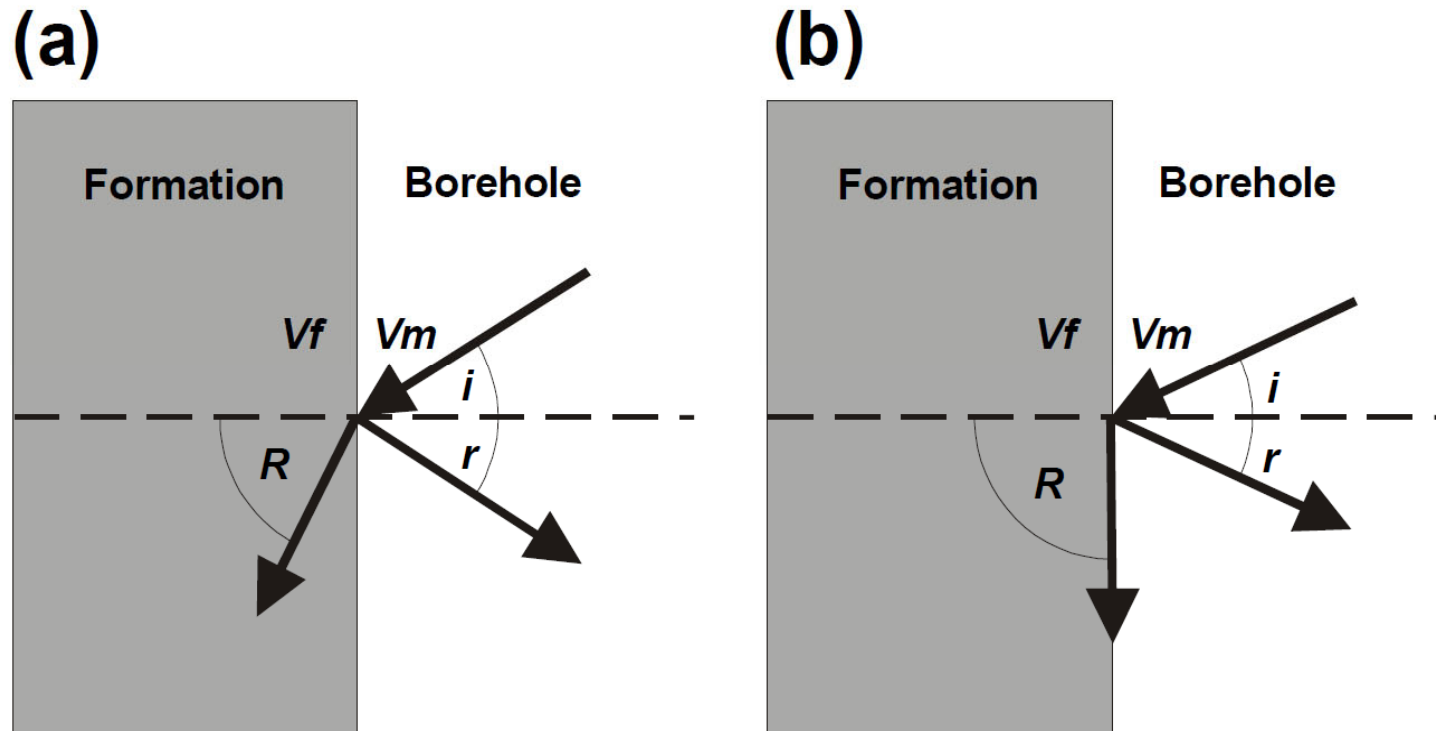 (a)
Formation Borehole
Vf Vm
i
R r
(b)
Formation Borehole
Vf Vm
i
R r